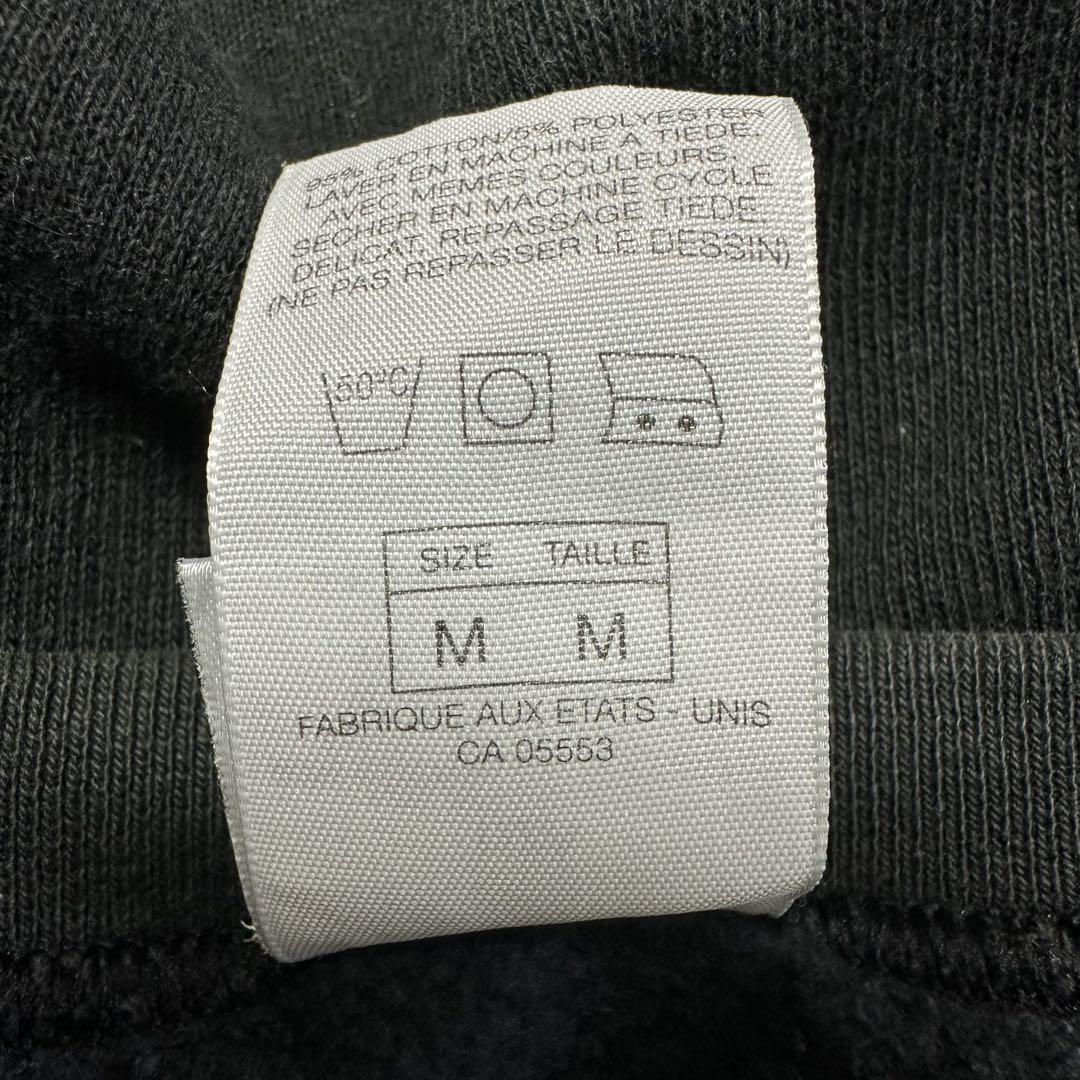 95% COTTON/5% POLYESTER
LAVER EN MACHINE A TIEDE.
AVEC MEMES COULEURS.
SECHER EN MACHINE CYCLE
DELICAT. REPASSAGE TIEDE
(NE PAS REPASSER LE DESSIN)
50°C
SIZE TAILLE
M M
FABRIQUE AUX ETATS - UNIS
CA 05553